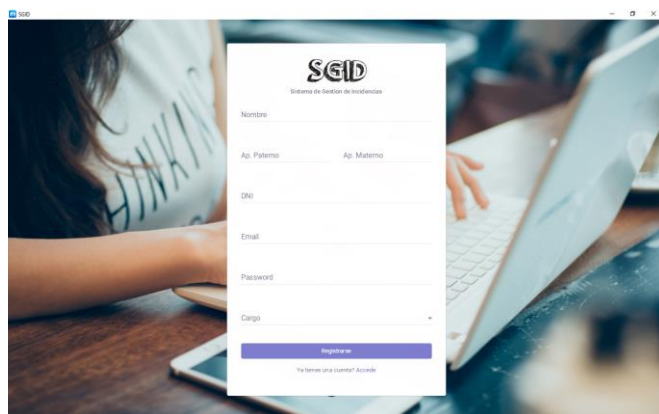 SGID
THINKING
SGID
Sistema de Gestion de Incidencias
Nombre
Ap. Paterno Ap. Materno
DNI
Email
Password
Cargo
Registrarse
Ya tienes una cuenta? Accede